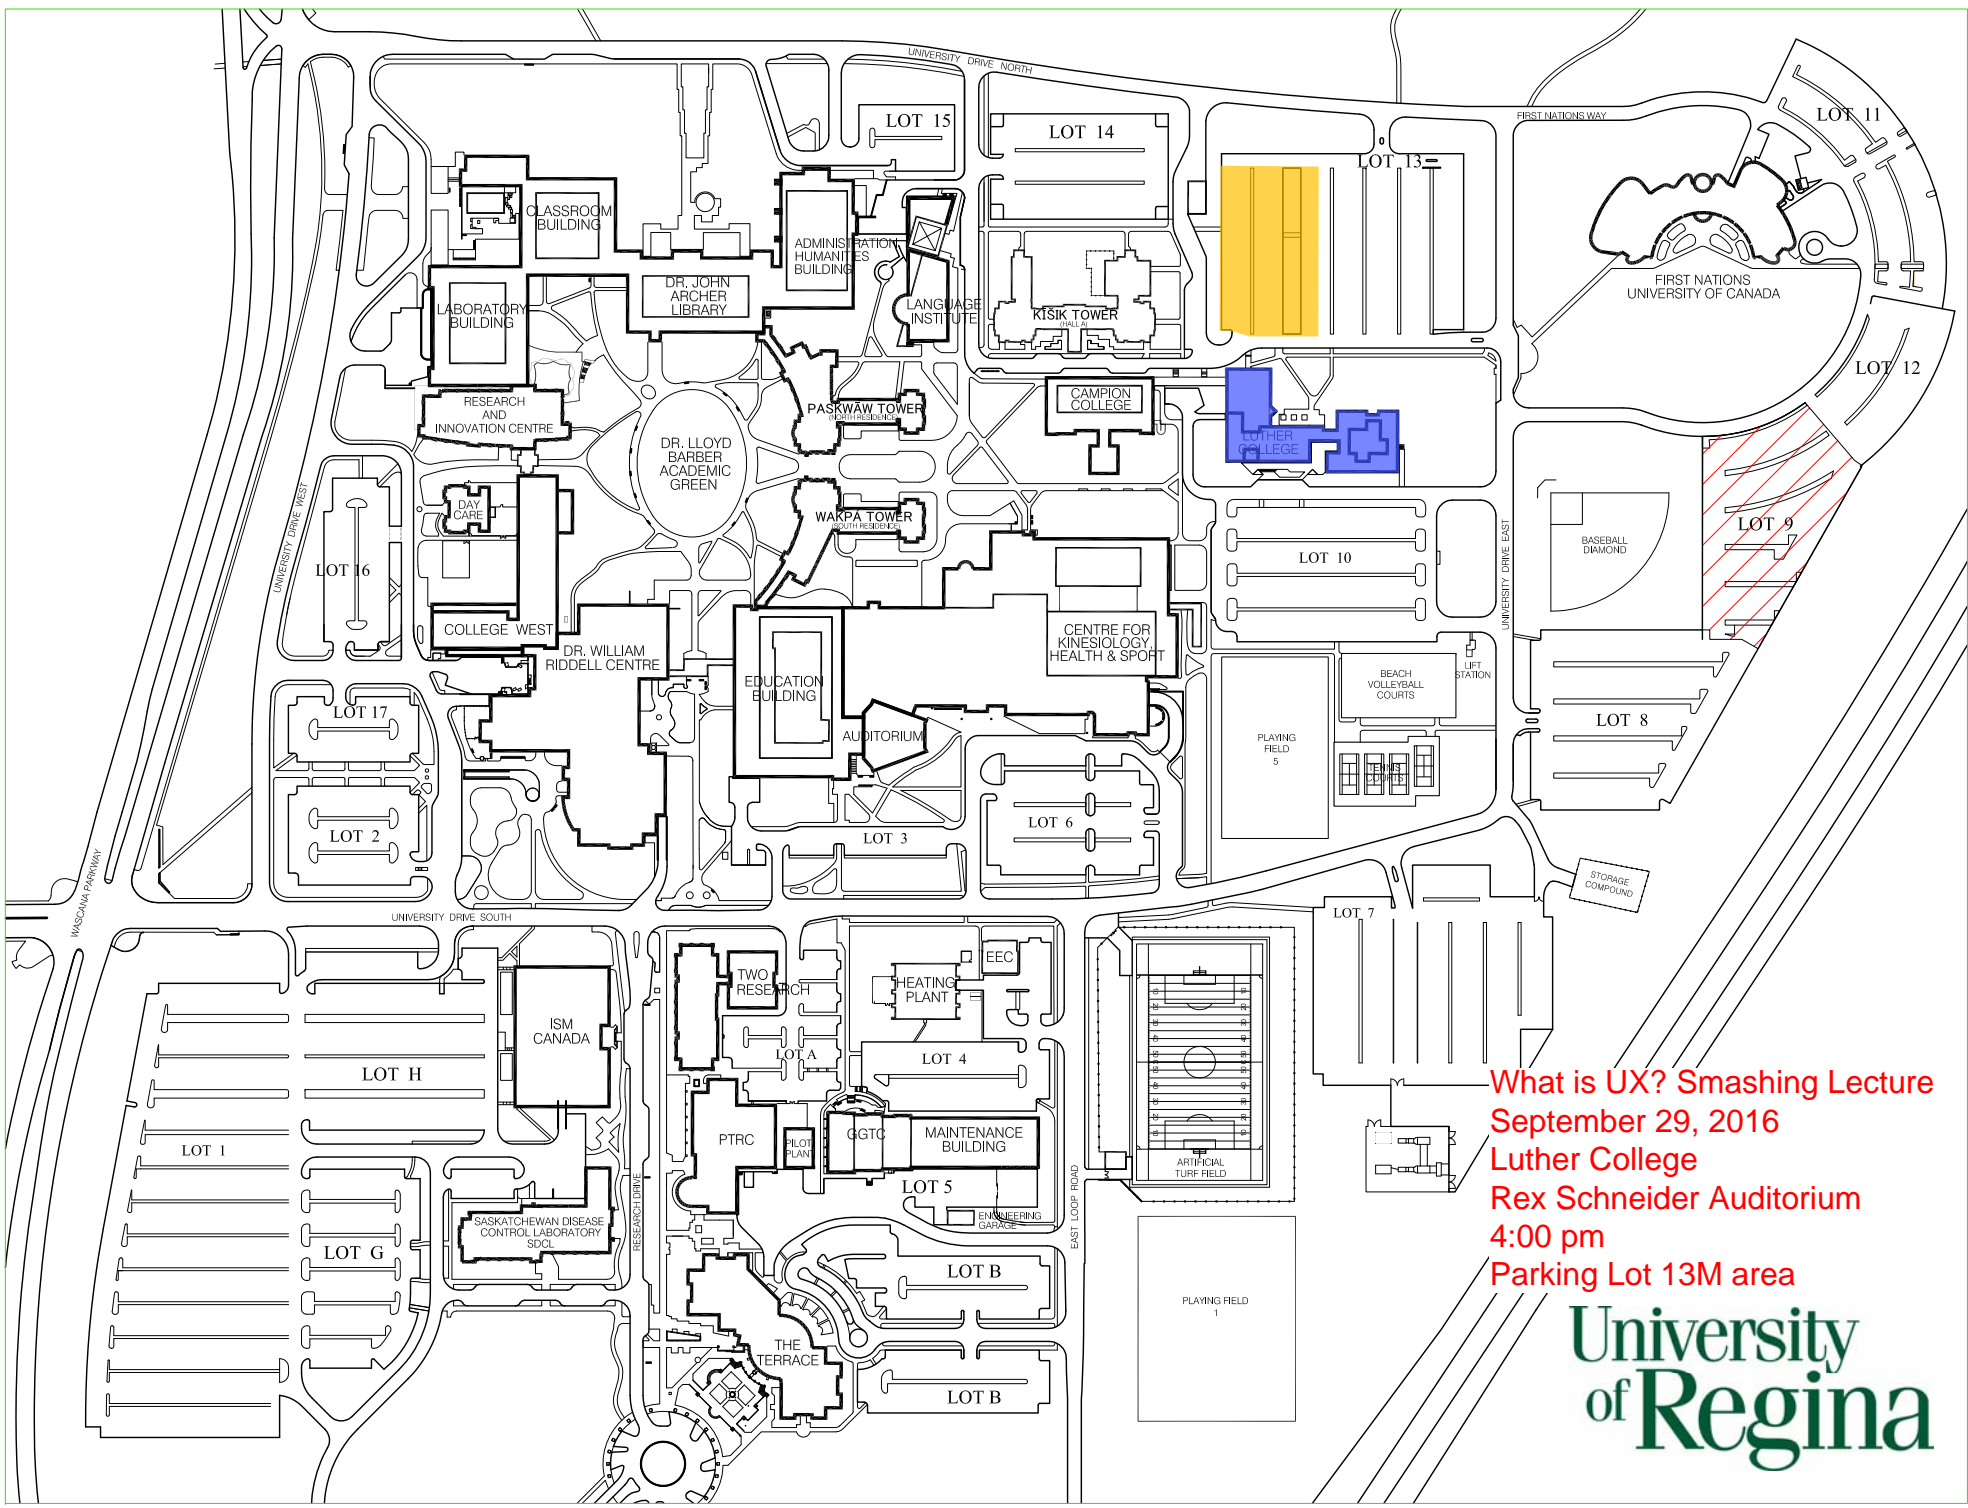 UNIVERSITY DRIVE NORTH
FIRST NATIONS WAY
LOT 11
LOT 15
LOT 14
LOT 13
CLASSROOM
BUILDING
ADMINISTRATION
HUMANITIES
BUILDING
DR. JOHN
ARCHER
LIBRARY
LABORATORY
BUILDING
LANGUAGE
INSTITUTE
KĪSIK TOWER
(HALL A)
FIRST NATIONS
UNIVERSITY OF CANADA
LOT 12
RESEARCH
AND
INNOVATION CENTRE
PASKWĀW TOWER
(NORTH RESIDENCE)
CAMPION
COLLEGE
LUTHER
COLLEGE
DR. LLOYD
BARBER
ACADEMIC
GREEN
DAY
CARE
WAKPÁ TOWER
(SOUTH RESIDENCE)
UNIVERSITY DRIVE WEST
LOT 16
LOT 10
UNIVERSITY DRIVE EAST
BASEBALL
DIAMOND
LOT 9
COLLEGE WEST
DR. WILLIAM
RIDDELL CENTRE
CENTRE FOR
KINESIOLOGY,
HEALTH & SPORT
EDUCATION
BUILDING
AUDITORIUM
BEACH
VOLLEYBALL
COURTS
LIFT
STATION
LOT 17
LOT 8
PLAYING
FIELD
5
TENNIS
COURTS
LOT 2
LOT 3
LOT 6
WASCANA PARKWAY
UNIVERSITY DRIVE SOUTH
STORAGE
COMPOUND
LOT 7
TWO
RESEARCH
HEATING
PLANT
EEC
ISM
CANADA
LOT A
LOT 4
LOT H
LOT 1
PTRC
PILOT
PLANT
GGTC
MAINTENANCE
BUILDING
ARTIFICIAL
TURF FIELD
LOT 5
ENGINEERING
GARAGE
RESEARCH DRIVE
EAST LOOP ROAD
SASKATCHEWAN DISEASE
CONTROL LABORATORY
SDCL
LOT G
LOT B
THE
TERRACE
LOT B
PLAYING FIELD
1
What is UX? Smashing Lecture
September 29, 2016
Luther College
Rex Schneider Auditorium
4:00 pm
Parking Lot 13M area
University
of Regina